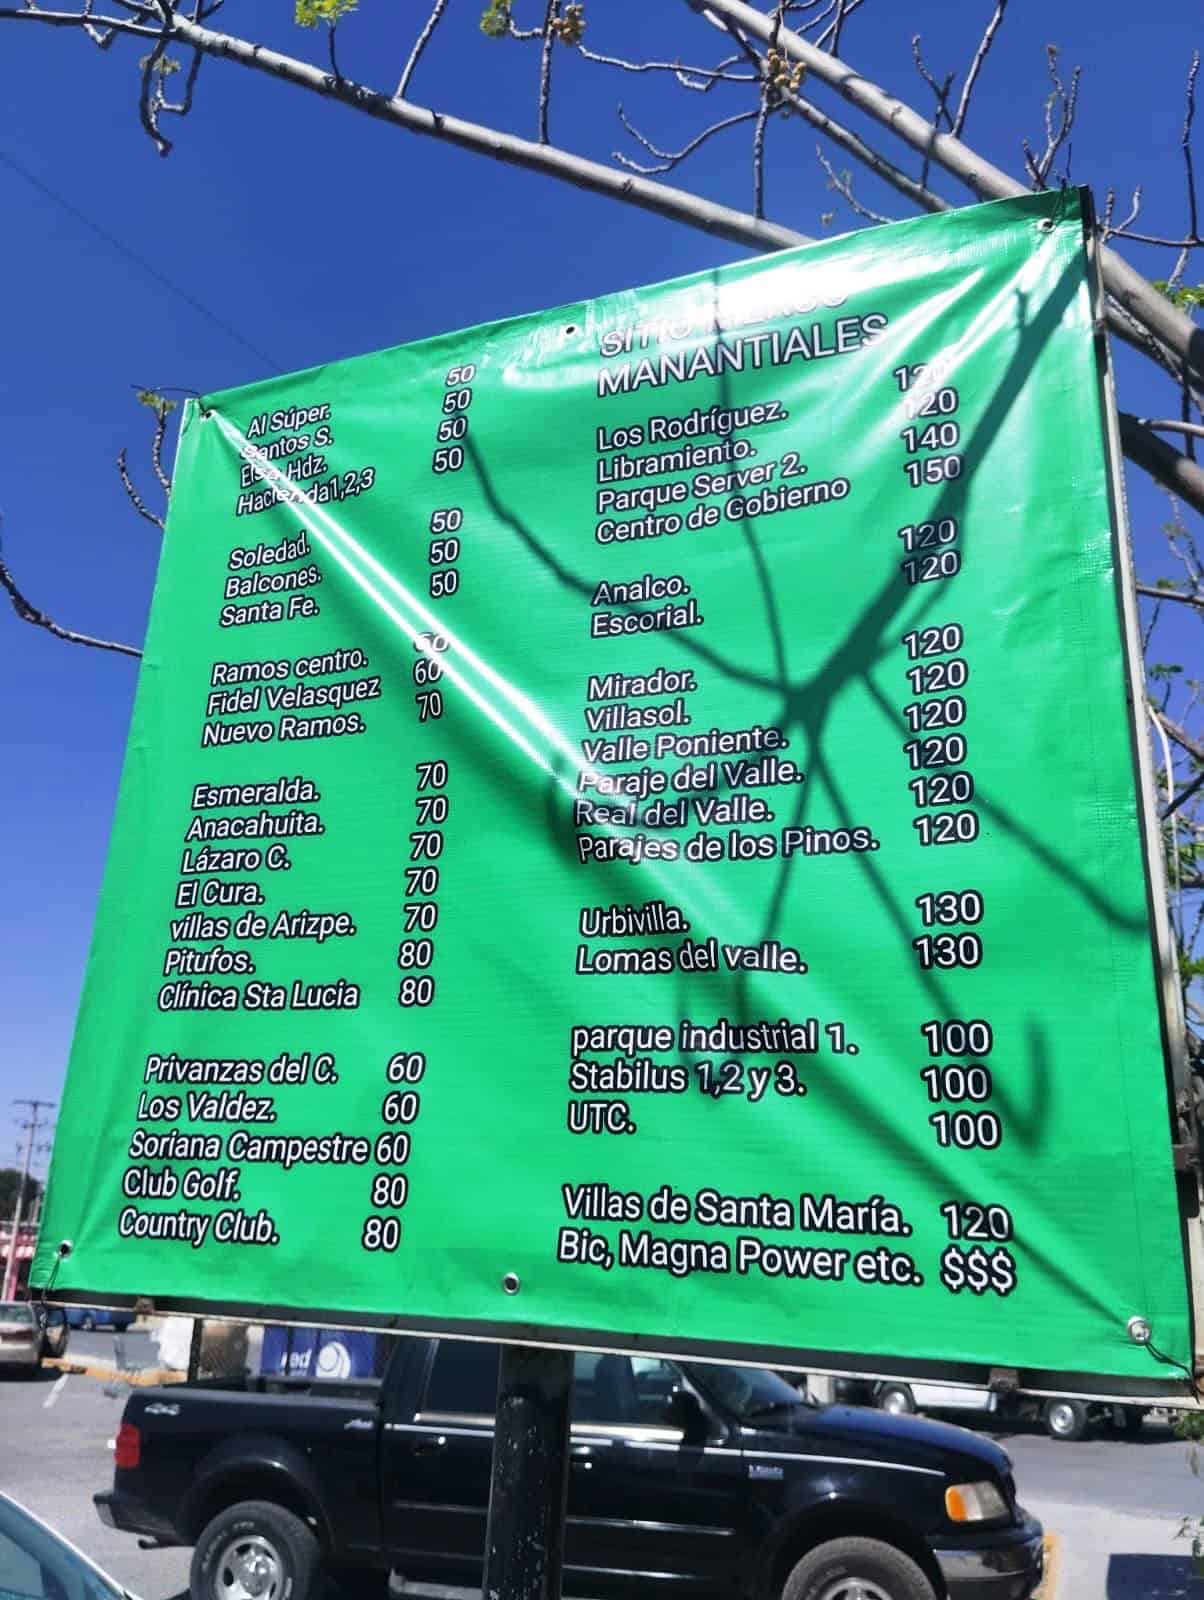 SITIO
MANANTIALES
Al Súper. 50
Santos S. 50
Elsa Hdz. 50
Hacienda1,2,3 50
Soledad. 50
Balcones. 50
Santa Fe. 50
Ramos centro. 60
Fidel Velasquez 60
Nuevo Ramos. 70
Esmeralda. 70
Anacahuita. 70
Lázaro C. 70
El Cura. 70
villas de Arizpe. 70
Pitufos. 80
Clínica Sta Lucia 80
Privanzas del C. 60
Los Valdez. 60
Soriana Campestre 60
Club Golf. 80
Country Club. 80
Los Rodríguez. 120
Libramiento. 120
Parque Server 2. 140
Centro de Gobierno 150
Analco. 120
Escorial. 120
Mirador. 120
Villasol. 120
Valle Poniente. 120
Paraje del Valle. 120
Real del Valle. 120
Parajes de los Pinos. 120
Urbivilla. 130
Lomas del valle. 130
parque industrial 1. 100
Stabilus 1,2 y 3. 100
UTC. 100
Villas de Santa María. 120
Bic, Magna Power etc. $$$
red
4x4